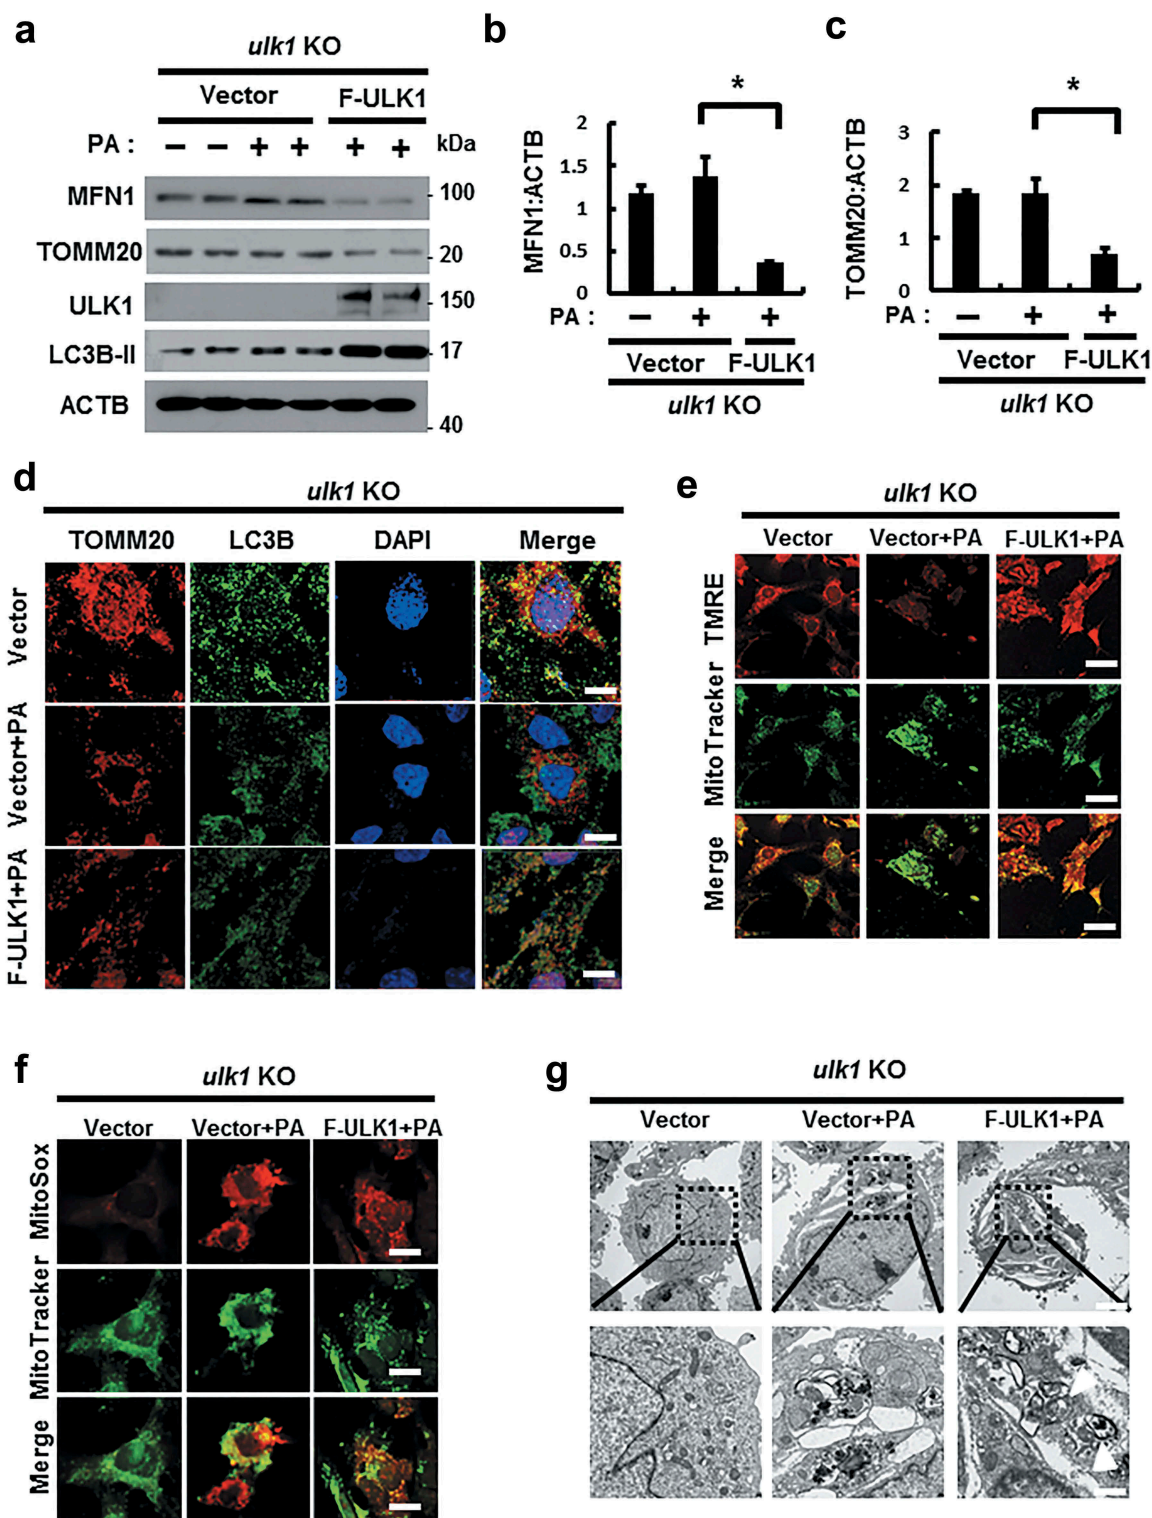 a
ulk1 KO
Vector F-ULK1
PA : − − + + + + kDa
MFN1 100
TOMM20 20
ULK1 150
LC3B-II 17
ACTB 40
b
*
MFN1:ACTB
2
1.5
1
0.5
0
PA : − + +
Vector F-ULK1
ulk1 KO
c
*
TOMM20:ACTB
3
2
1
0
PA : − + +
Vector F-ULK1
ulk1 KO
d
ulk1 KO
TOMM20 LC3B DAPI Merge
Vector
Vector+PA
F-ULK1+PA
e
ulk1 KO
Vector Vector+PA F-ULK1+PA
TMRE
MitoTracker
Merge
f
ulk1 KO
Vector Vector+PA F-ULK1+PA
MitoSox
MitoTracker
Merge
g
ulk1 KO
Vector Vector+PA F-ULK1+PA